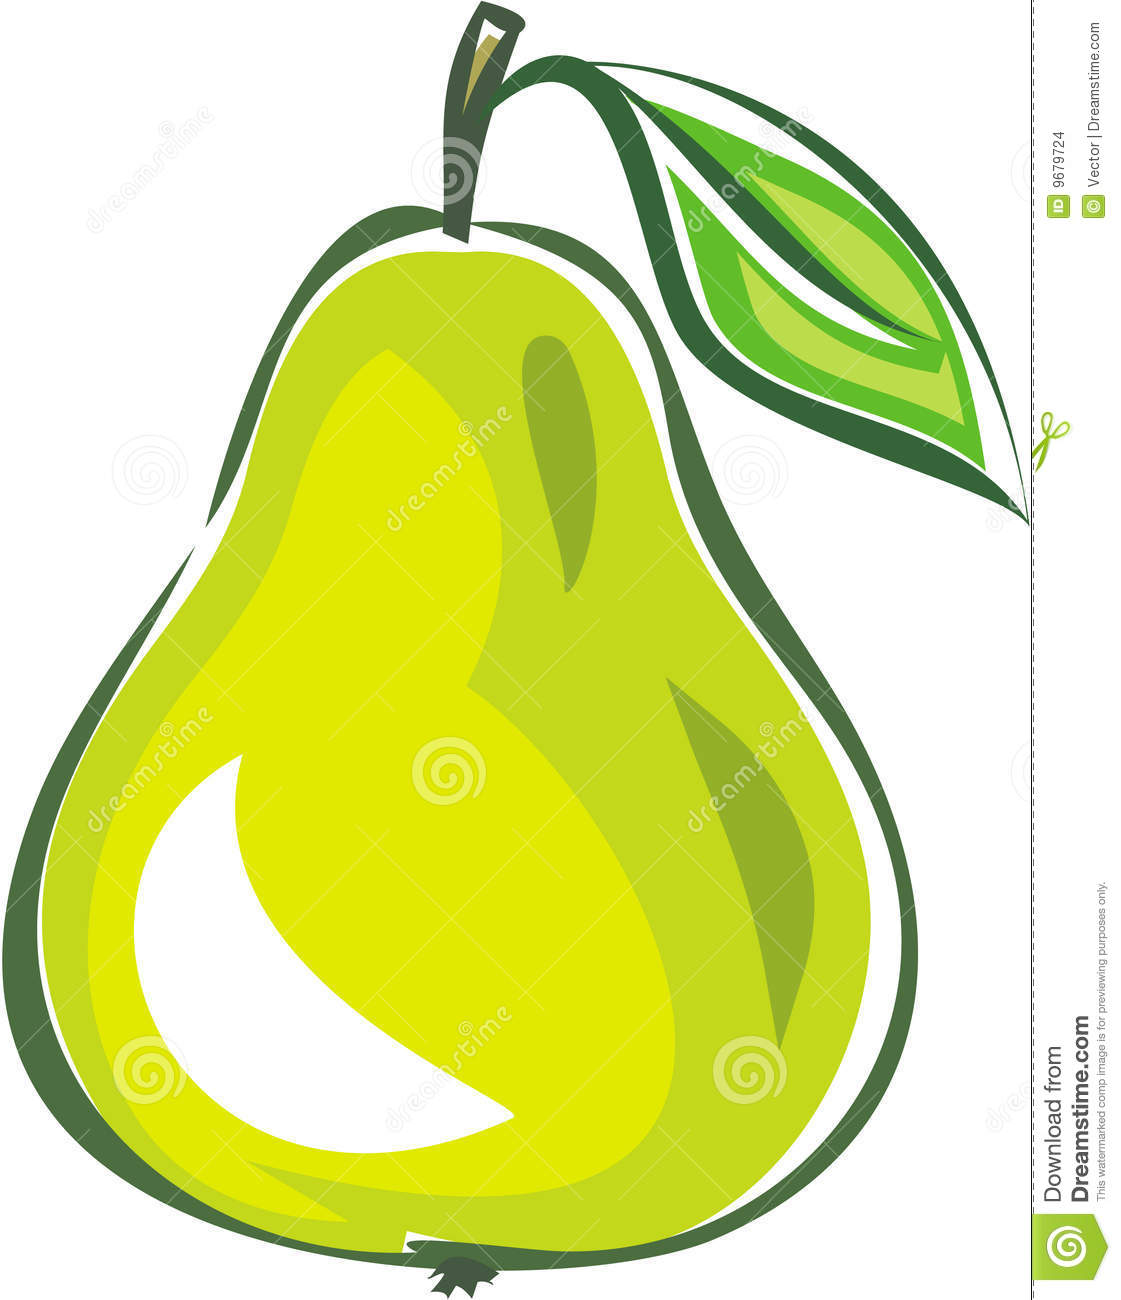 dreamstime
dreamstime
dreamstime
dreamstime
dreamstime
dreamstime
ID 9679724
© Vector | Dreamstime.com
Download from
Dreamstime.com
This watermarked comp image is for previewing purposes only.